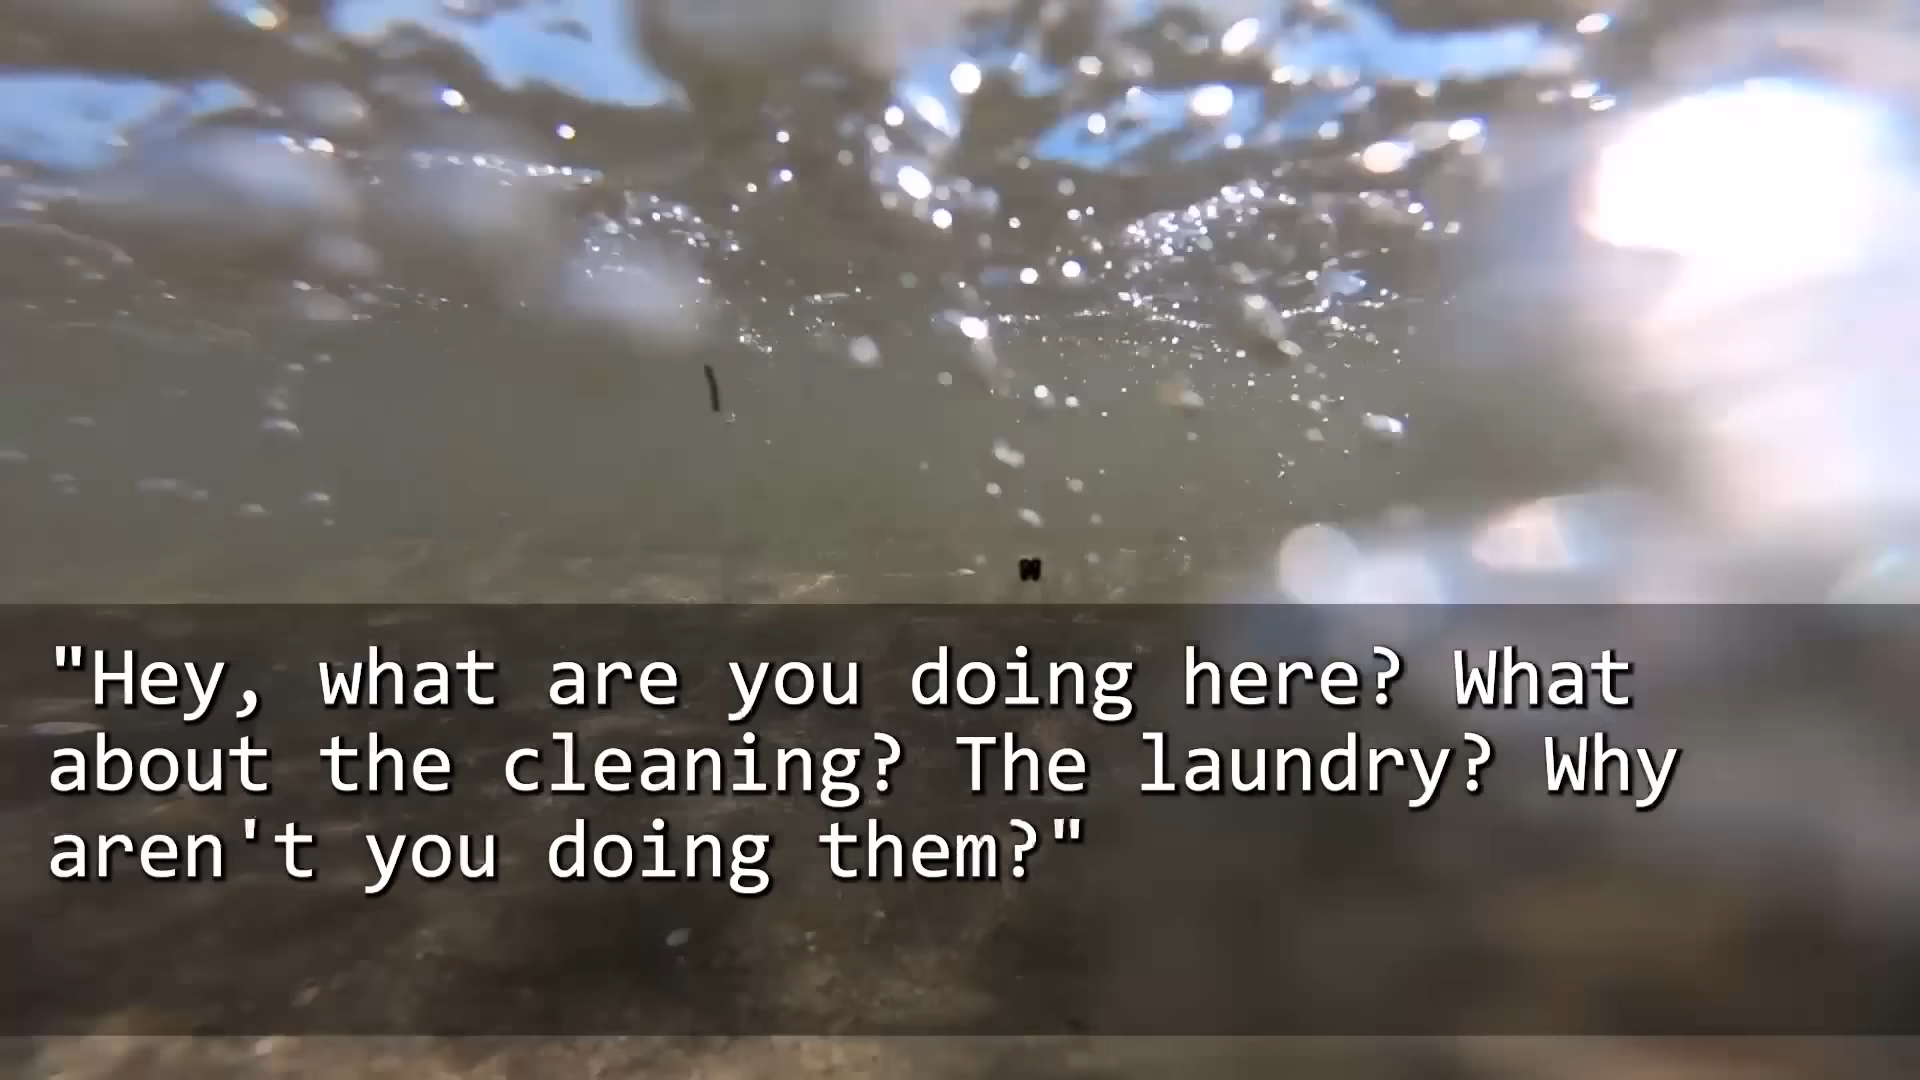 "Hey, what are you doing here? What
about the cleaning? The laundry? Why
aren't you doing them?"